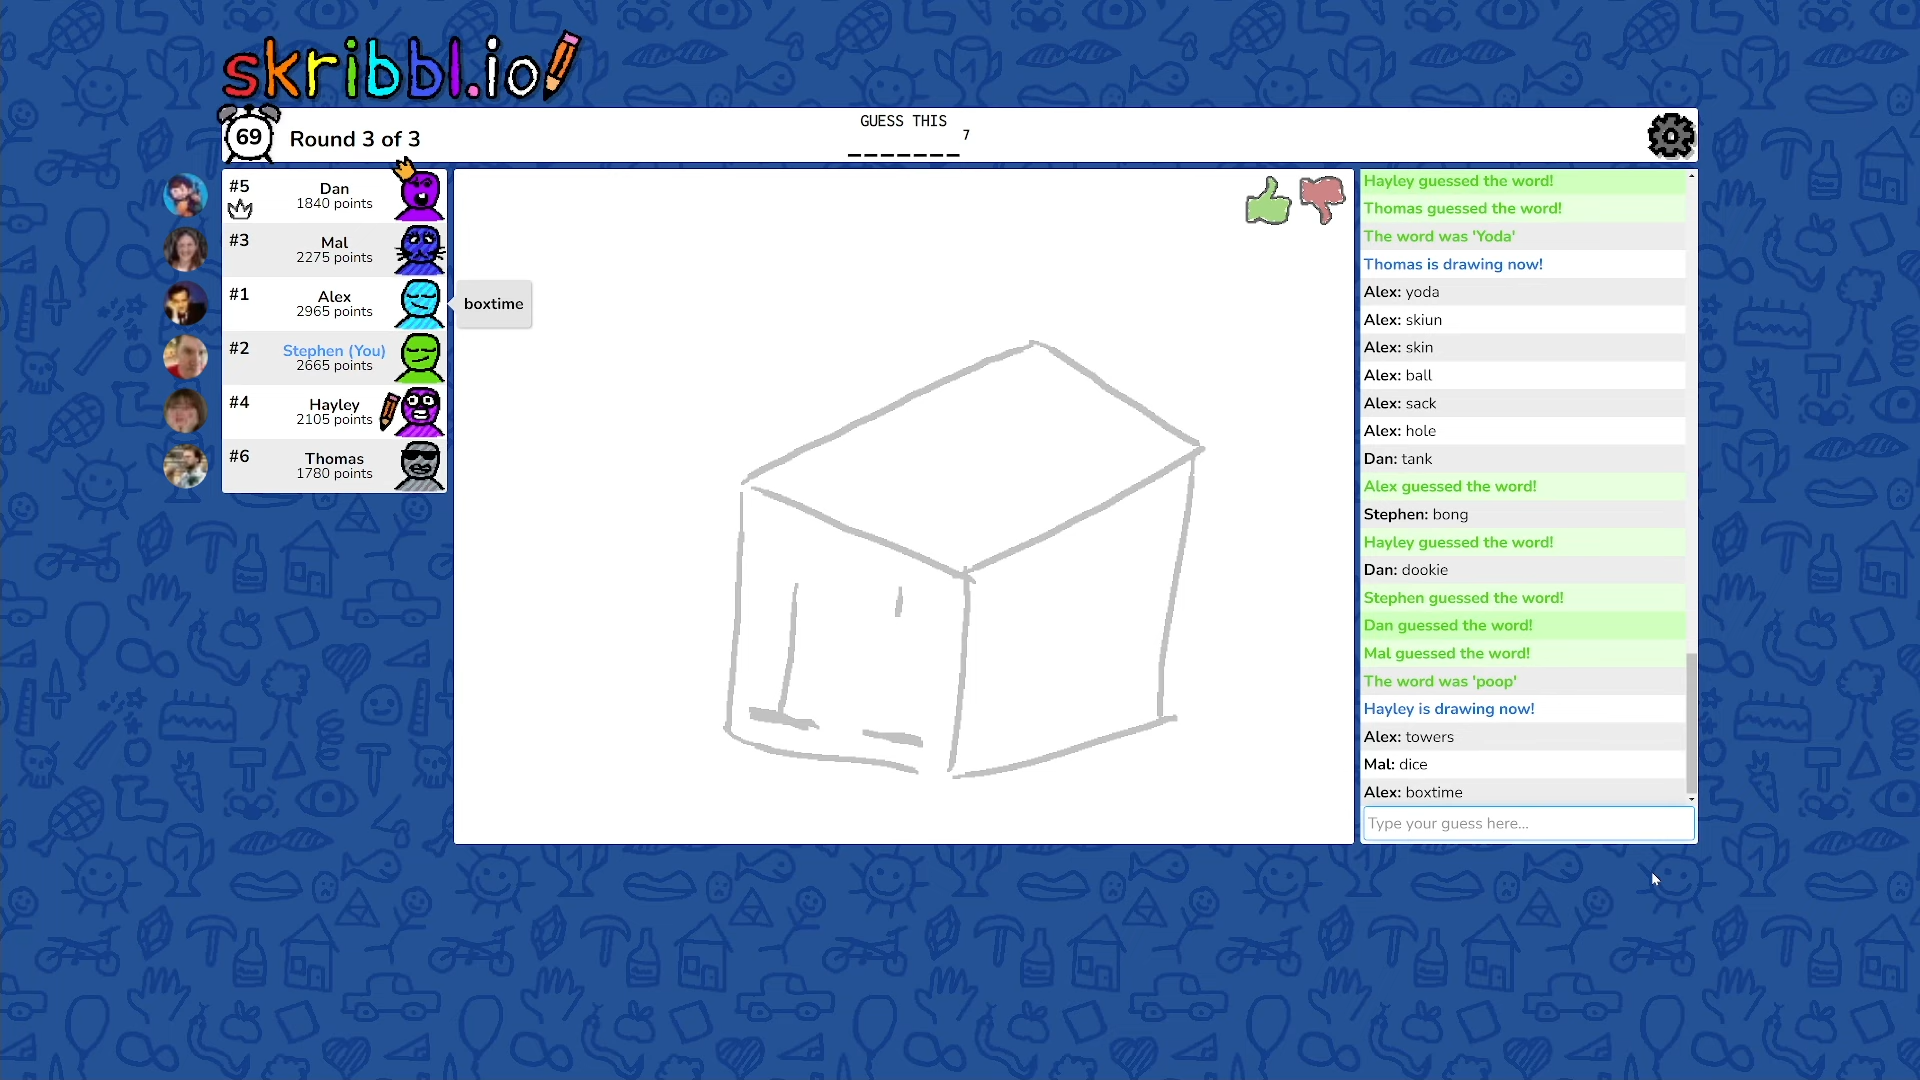 skribbl.io
69
Round 3 of 3
GUESS THIS
_______ 7
#5
Dan
1840 points
#3
Mal
2275 points
#1
Alex
2965 points
boxtime
#2
Stephen (You)
2665 points
#4
Hayley
2105 points
#6
Thomas
1780 points
Hayley guessed the word!
Thomas guessed the word!
The word was 'Yoda'
Thomas is drawing now!
Alex: yoda
Alex: skiun
Alex: skin
Alex: ball
Alex: sack
Alex: hole
Dan: tank
Alex guessed the word!
Stephen: bong
Hayley guessed the word!
Dan: dookie
Stephen guessed the word!
Dan guessed the word!
Mal guessed the word!
The word was 'poop'
Hayley is drawing now!
Alex: towers
Mal: dice
Alex: boxtime
Type your guess here...